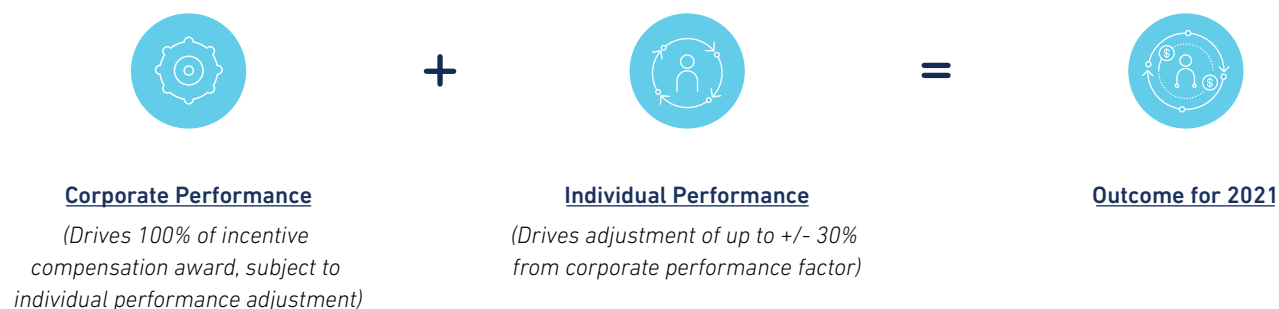 +
=
$
$
Corporate Performance
(Drives 100% of incentive
compensation award, subject to
individual performance adjustment)
Individual Performance
(Drives adjustment of up to +/- 30%
from corporate performance factor)
Outcome for 2021